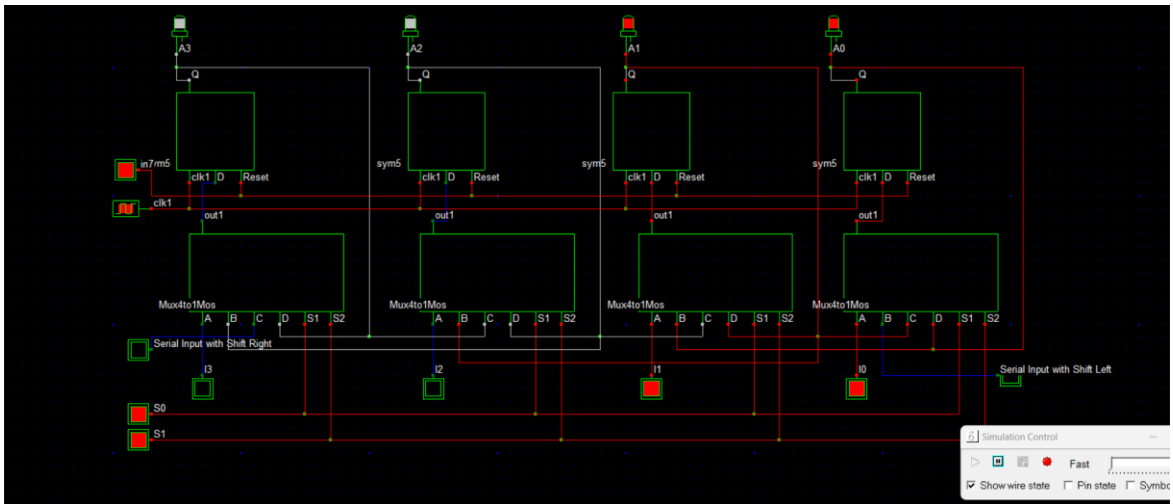 A3 A2 A1 A0
Q Q Q Q
in7 m5 sym5 sym5 sym5
clk1 D Reset clk1 D Reset clk1 D Reset clk1 D Reset
clk1
out1 out1 out1 out1
Mux4to1Mos Mux4to1Mos Mux4to1Mos Mux4to1Mos
A B C D S1 S2 A B C D S1 S2 A B C D S1 S2 A B C D S1 S2
Serial Input with Shift Right
I3 I2 I1 I0 Serial Input with Shift Left
S0
S1
Simulation Control
Fast
Show wire state Pin state Symbo